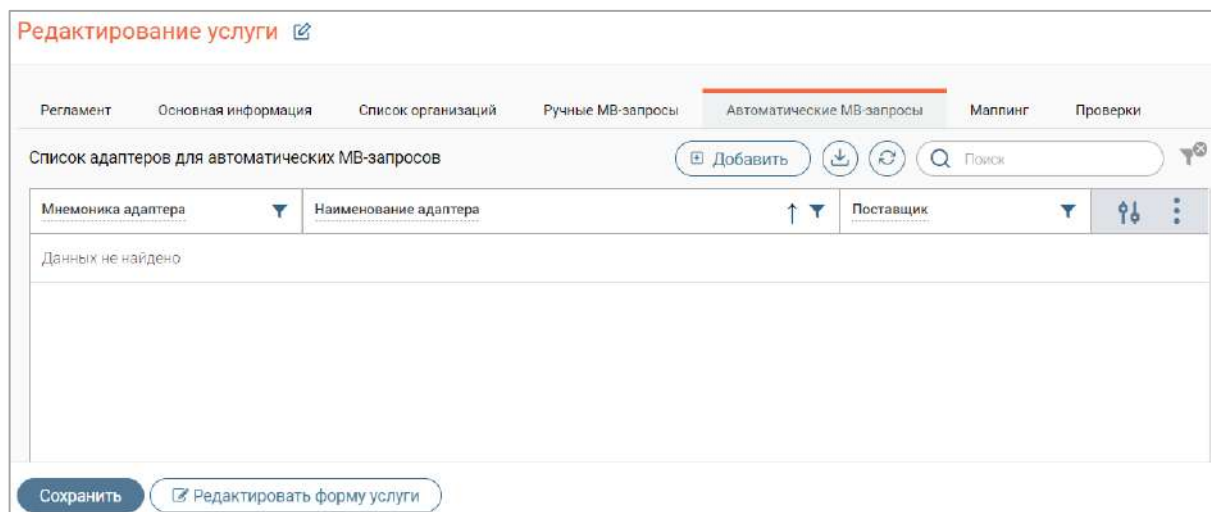 Редактирование услуги
Регламент Основная информация Список организаций Ручные МВ-запросы Автоматические МВ-запросы Маппинг Проверки
Список адаптеров для автоматических МВ-запросов Добавить Поиск
Мнемоника адаптера Наименование адаптера Поставщик
Данных не найдено
Сохранить Редактировать форму услуги